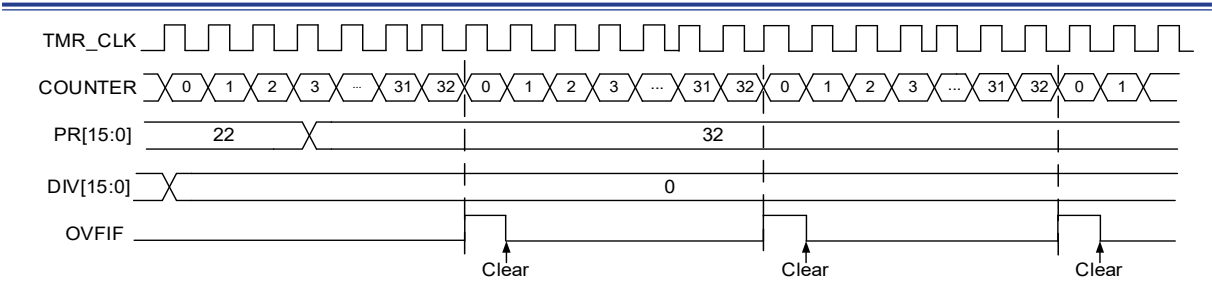 TMR_CLK
COUNTER 0 1 2 3 ... 31 32 0 1 2 3 ... 31 32 0 1 2 3 ... 31 32 0 1
PR[15:0] 22 32
DIV[15:0] 0
OVFIF
Clear Clear Clear